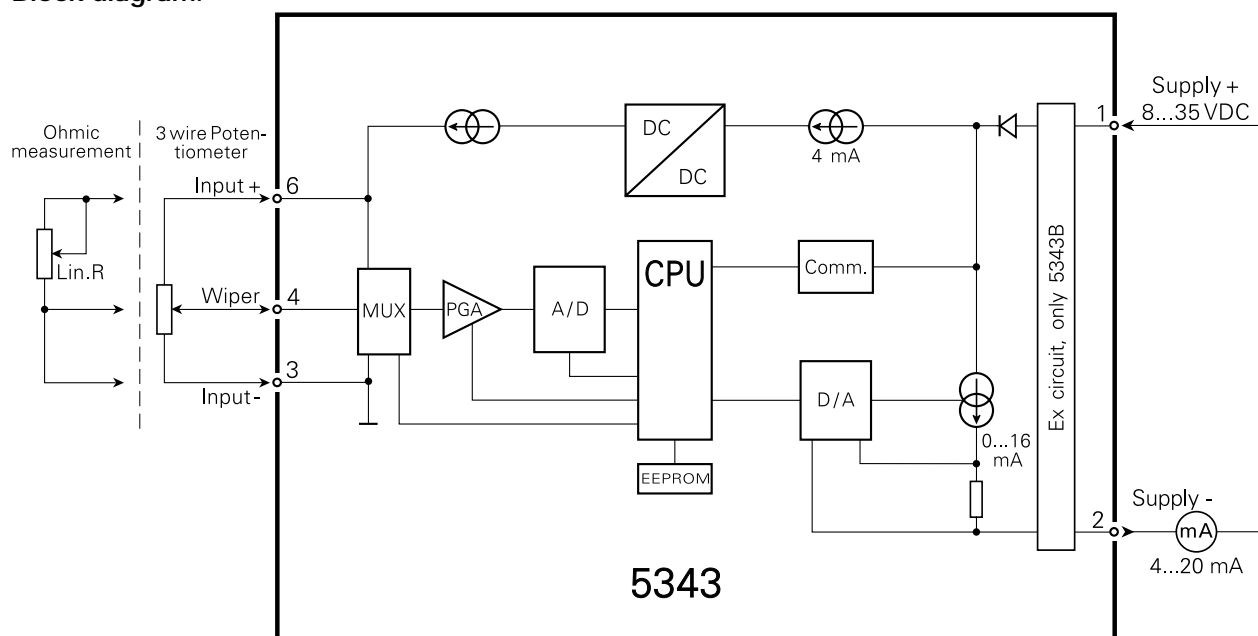 Block diagram:
Supply +
8...35 VDC
1
Ohmic
measurement
3 wire Poten-
tiometer
DC
DC
4 mA
Input +
6
Lin.R
Wiper
4
MUX
PGA
A/D
CPU
Comm.
Ex circuit, only 5343B
3
Input-
D/A
0...16
mA
EEPROM
Supply -
2
mA
4...20 mA
5343